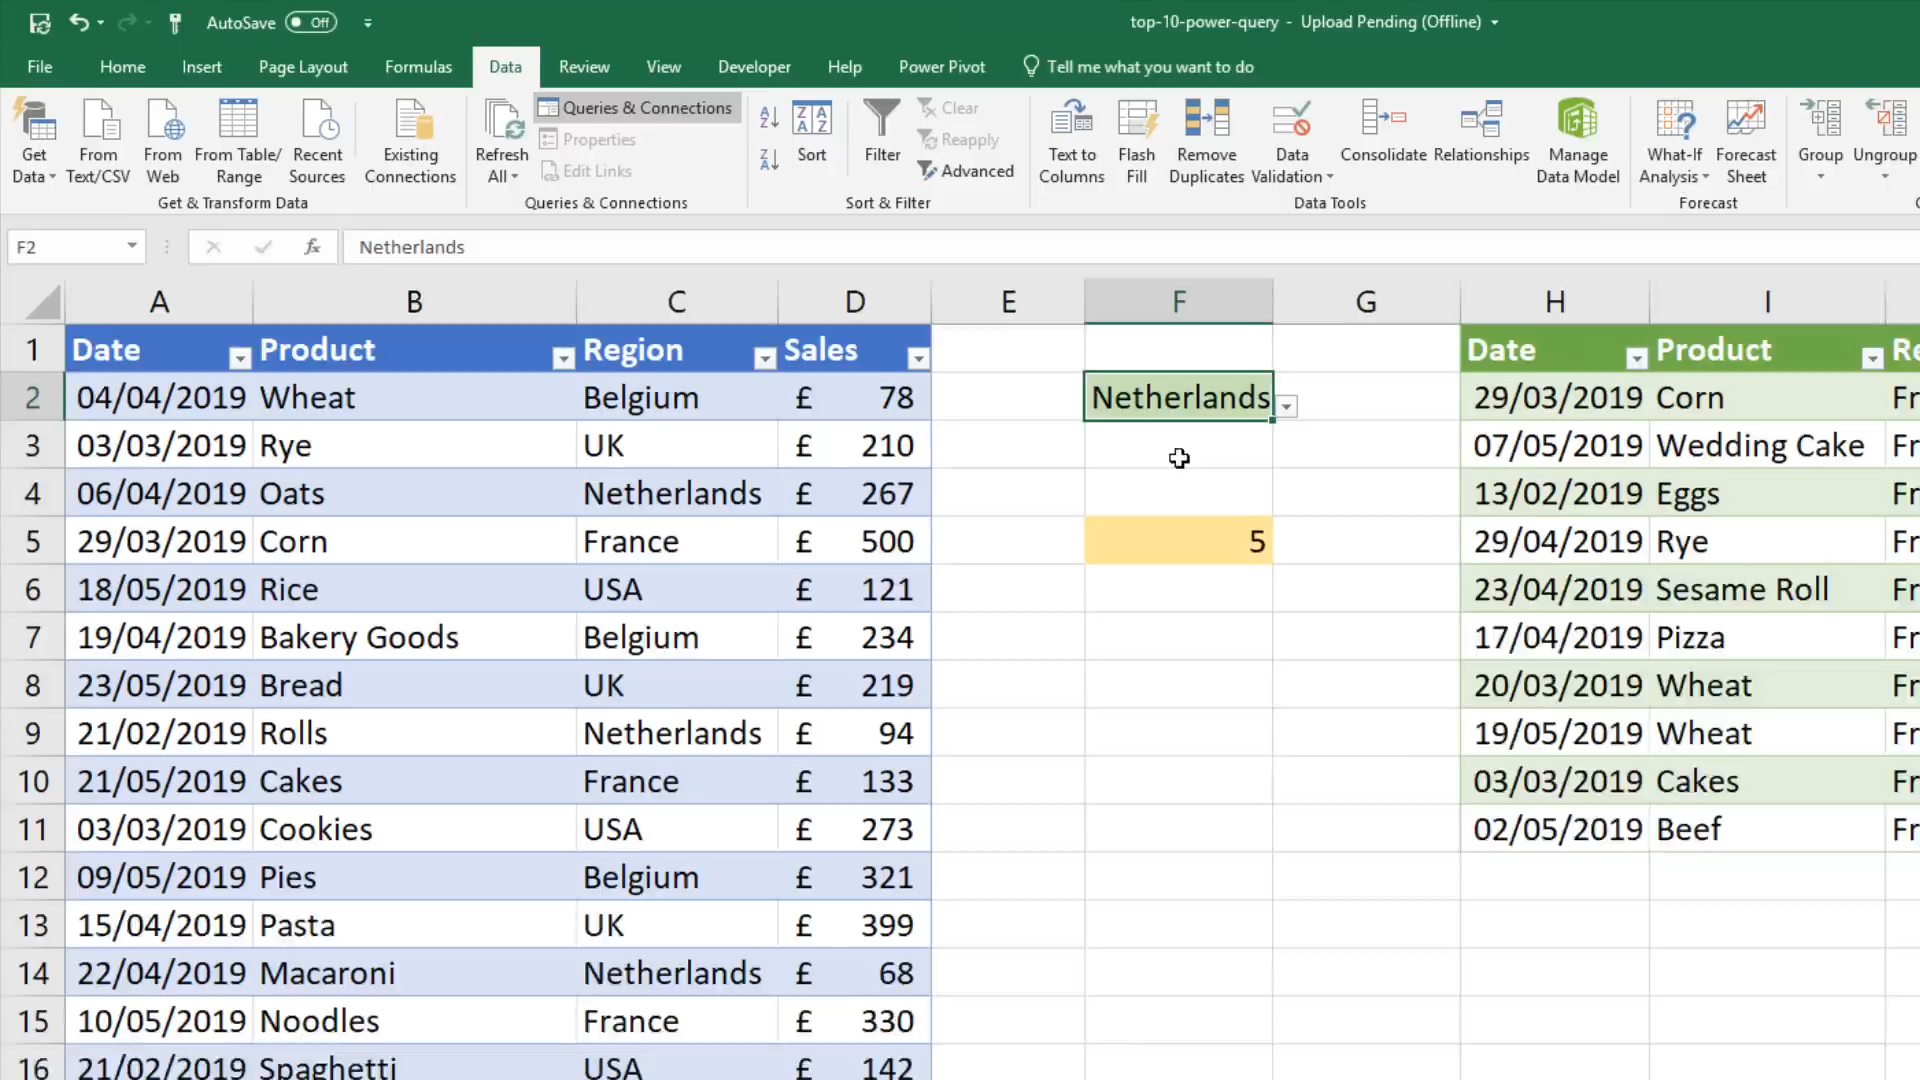 AutoSave Off top-10-power-query - Upload Pending (Offline)
File Home Insert Page Layout Formulas Data Review View Developer Help Power Pivot Tell me what you want to do
Get Data
From Text/CSV
From Web
From Table/ Range
Recent Sources
Existing Connections
Get & Transform Data
Refresh All
Queries & Connections
Properties
Edit Links
Queries & Connections
A Z
Z A
Z A A Z
Sort
Filter
Clear
Reapply
Advanced
Sort & Filter
Text to Columns
Flash Fill
Remove Duplicates
Data Validation
Consolidate
Relationships
Manage Data Model
Data Tools
What-If Analysis
Forecast Sheet
Forecast
Group
Ungroup
F2 fx Netherlands
A B C D E F G H I
1 Date Product Region Sales Date Product Re
2 04/04/2019 Wheat Belgium £ 78 Netherlands 29/03/2019 Corn Fr
3 03/03/2019 Rye UK £ 210 07/05/2019 Wedding Cake Fr
4 06/04/2019 Oats Netherlands £ 267 13/02/2019 Eggs Fr
5 29/03/2019 Corn France £ 500 5 29/04/2019 Rye Fr
6 18/05/2019 Rice USA £ 121 23/04/2019 Sesame Roll Fr
7 19/04/2019 Bakery Goods Belgium £ 234 17/04/2019 Pizza Fr
8 23/05/2019 Bread UK £ 219 20/03/2019 Wheat Fr
9 21/02/2019 Rolls Netherlands £ 94 19/05/2019 Wheat Fr
10 21/05/2019 Cakes France £ 133 03/03/2019 Cakes Fr
11 03/03/2019 Cookies USA £ 273 02/05/2019 Beef Fr
12 09/05/2019 Pies Belgium £ 321
13 15/04/2019 Pasta UK £ 399
14 22/04/2019 Macaroni Netherlands £ 68
15 10/05/2019 Noodles France £ 330
16 21/02/2019 Spaghetti USA £ 142